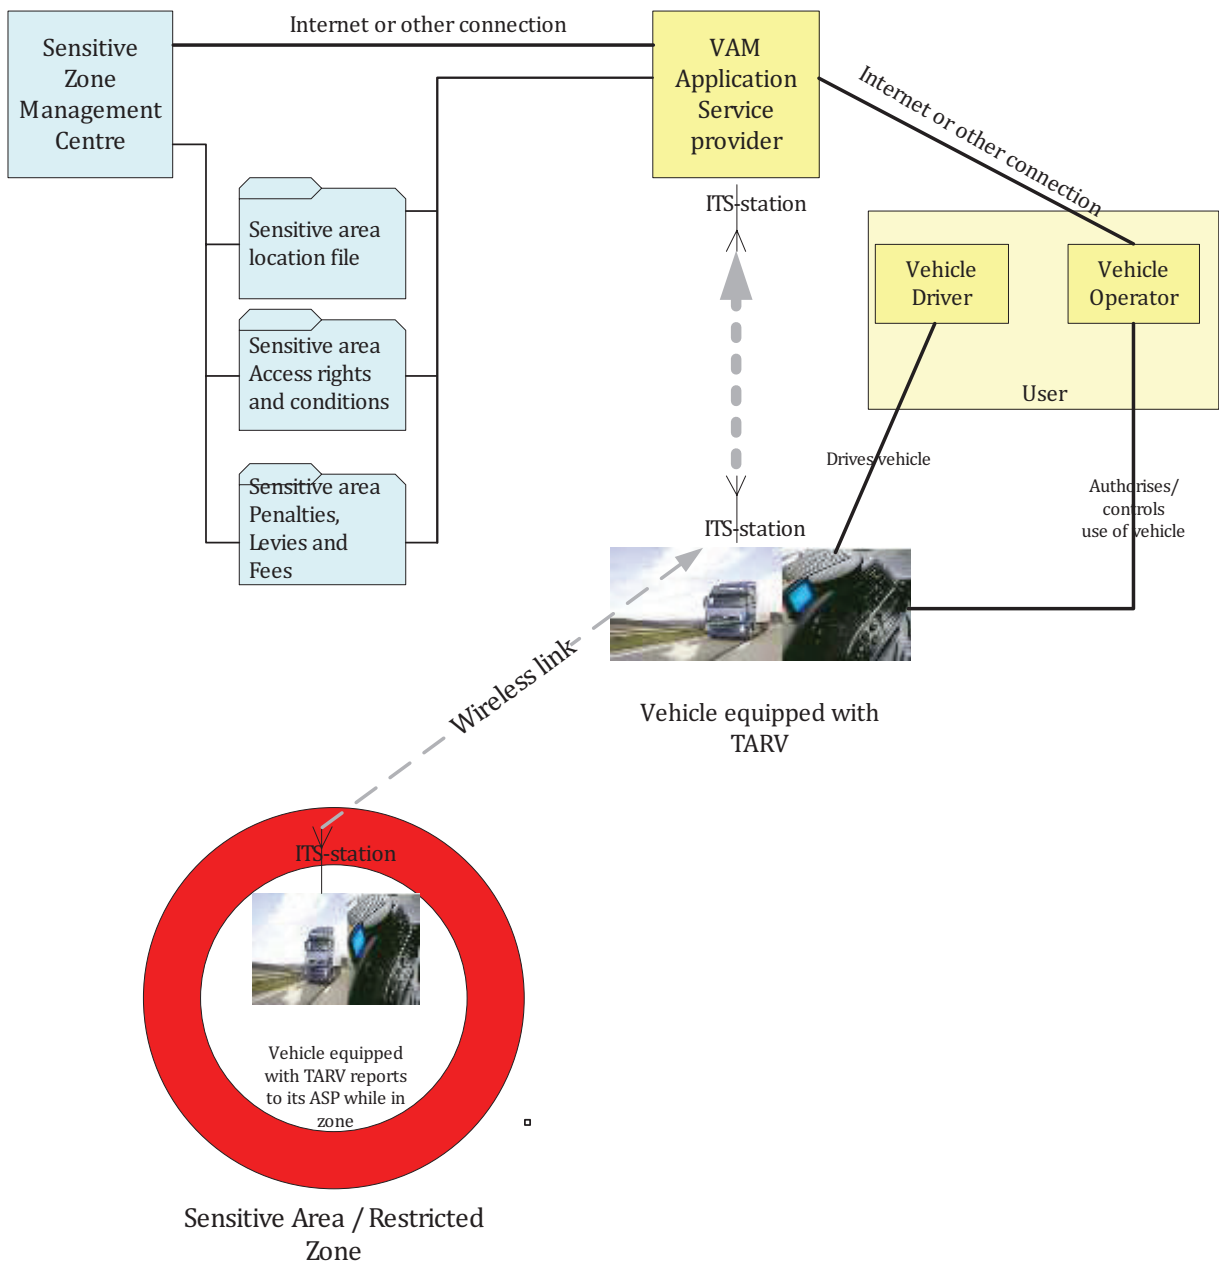 Internet or other connection
Sensitive
Zone
Management
Centre
VAM
Application
Service
provider
Internet or other connection
ITS-station
Sensitive area
location file
Vehicle
Driver
Vehicle
Operator
Sensitive area
Access rights
and conditions
User
Drives vehicle
Sensitive area
Penalties,
Levies and
Fees
Authorises/
controls
use of vehicle
ITS-station
Wireless link
Vehicle equipped with
TARV
ITS-station
Vehicle equipped
with TARV reports
to its ASP while in
zone
Sensitive Area / Restricted
Zone